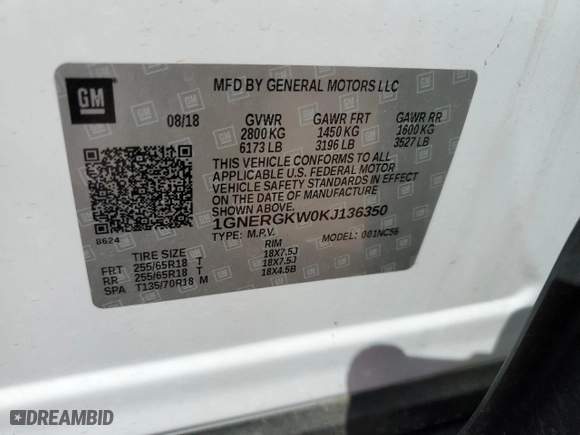 GM
MFD BY GENERAL MOTORS LLC
08/18 GVWR GAWR FRT GAWR RR
2800 KG 1450 KG 1600 KG
6173 LB 3196 LB 3527 LB
THIS VEHICLE CONFORMS TO ALL
APPLICABLE U.S. FEDERAL MOTOR
VEHICLE SAFETY STANDARDS IN
EFFECT ON THE DATE OF MANUFACTURE
SHOWN ABOVE.
1GNERGKW0KJ136350
8624 TYPE: M.P.V. MODEL: 001NC56
TIRE SIZE RIM
FRT 255/65R18 T 18X7.5J
RR 255/65R18 T 18X7.5J
SPA T135/70R18 M 18X4.5B
DREAMBID